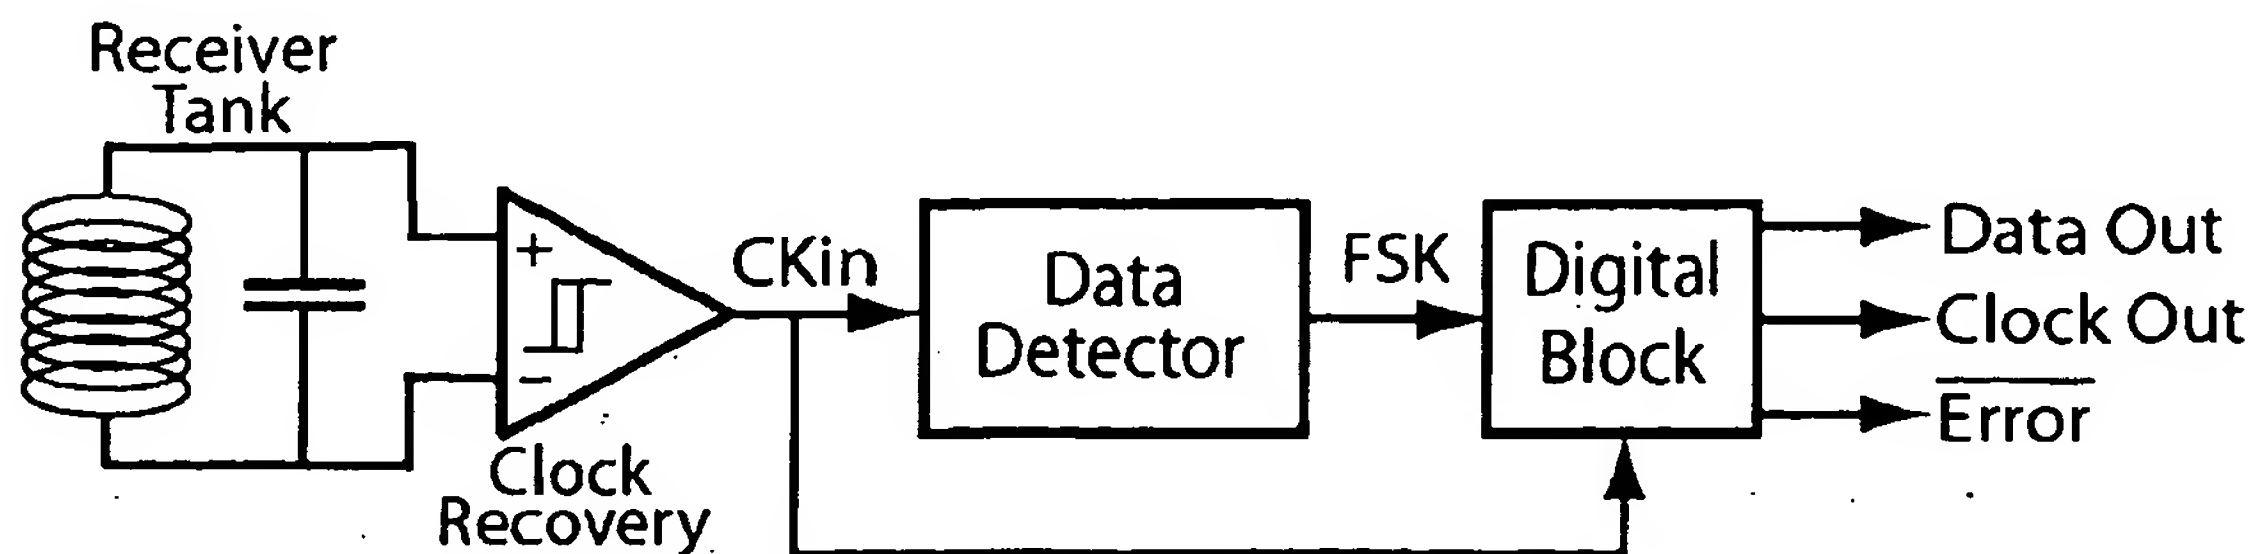 Receiver
Tank
+
−
Clock
Recovery
CKin
Data
Detector
FSK
Digital
Block
Data Out
Clock Out
Error